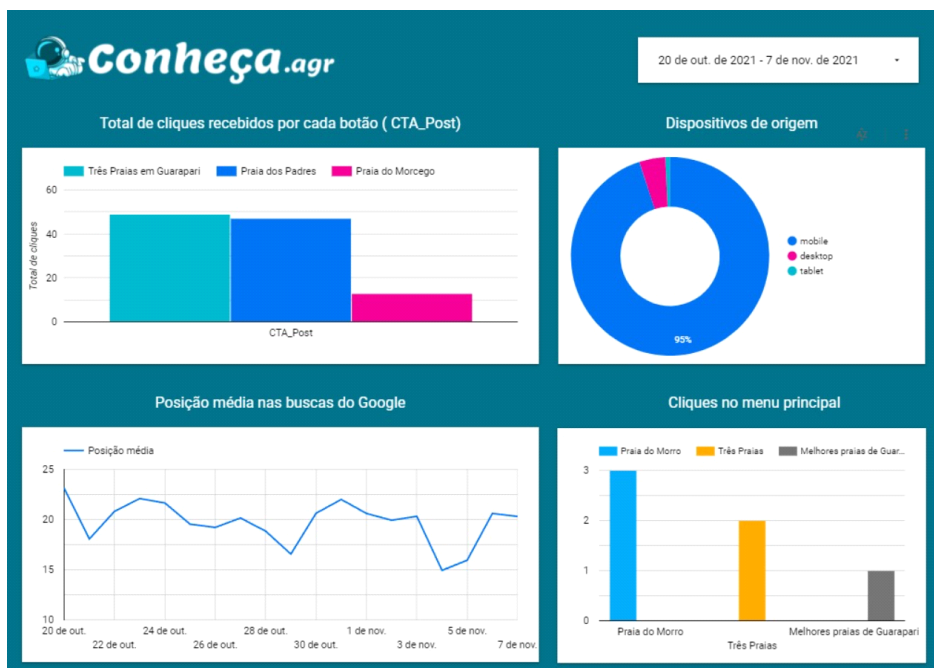 Conheça.agr
20 de out. de 2021 - 7 de nov. de 2021
Total de cliques recebidos por cada botão ( CTA_Post)
Três Praias em Guarapari Praia dos Padres Praia do Morcego
Total de cliques
60
40
20
0
CTA_Post
Dispositivos de origem
mobile
desktop
tablet
95%
Posição média nas buscas do Google
Posição média
25
20
15
10
20 de out. 24 de out. 28 de out. 1 de nov. 5 de nov.
22 de out. 26 de out. 30 de out. 3 de nov. 7 de nov.
Cliques no menu principal
Praia do Morro Três Praias Melhores praias de Guar...
3
2
1
0
Praia do Morro Melhores praias de Guarapari
Três Praias